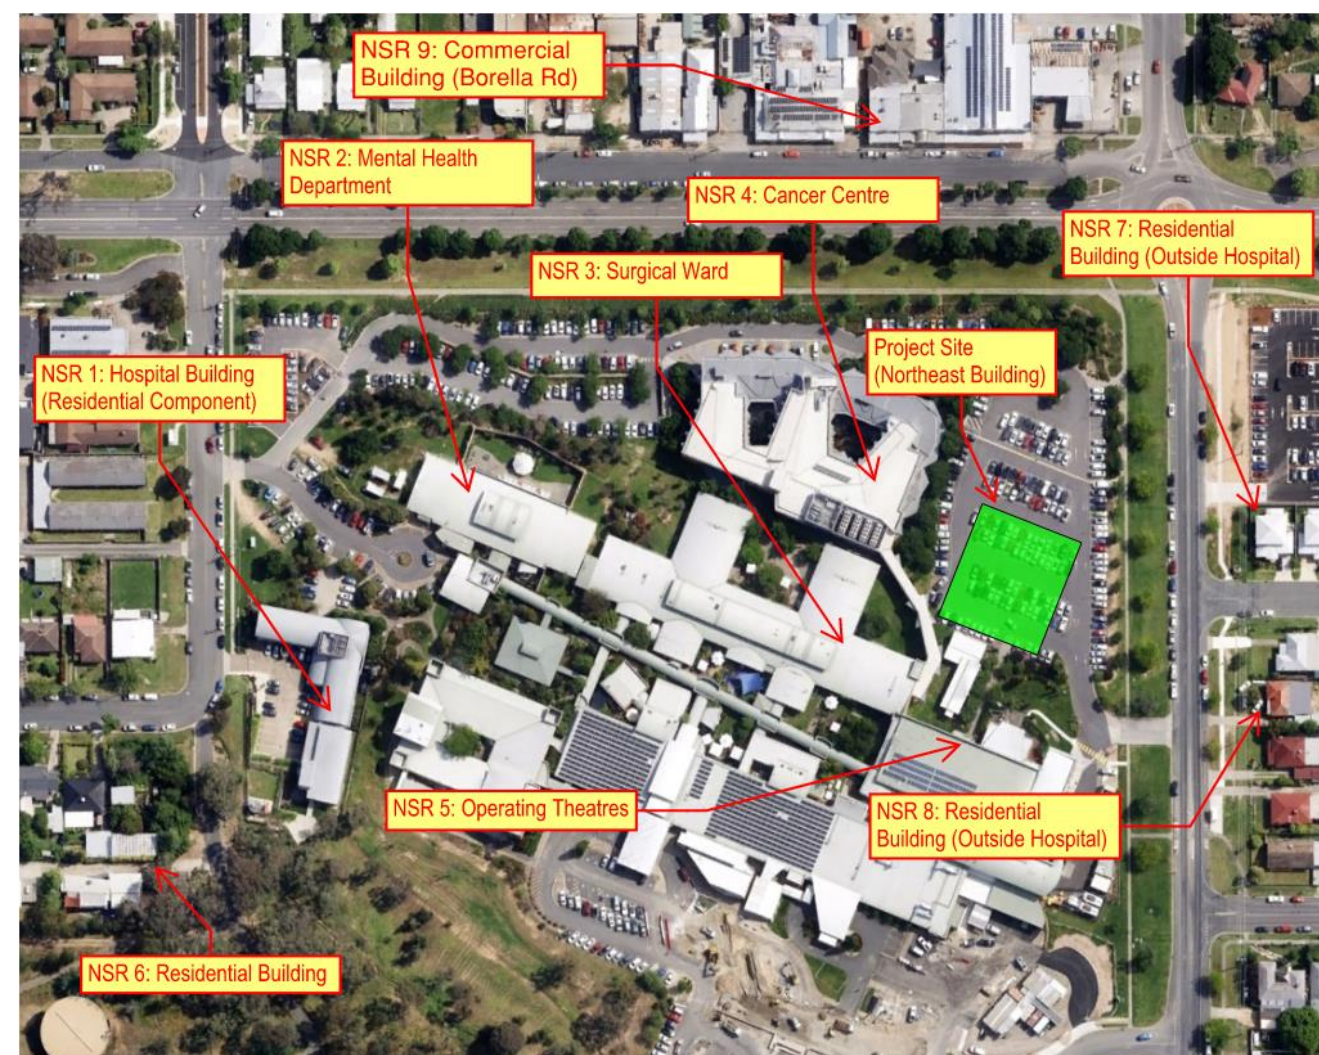 NSR 9: Commercial
Building (Borella Rd)
NSR 2: Mental Health
Department
NSR 4: Cancer Centre
NSR 7: Residential
Building (Outside Hospital)
NSR 3: Surgical Ward
Project Site
(Northeast Building)
NSR 1: Hospital Building
(Residential Component)
NSR 5: Operating Theatres
NSR 8: Residential
Building (Outside Hospital)
NSR 6: Residential Building